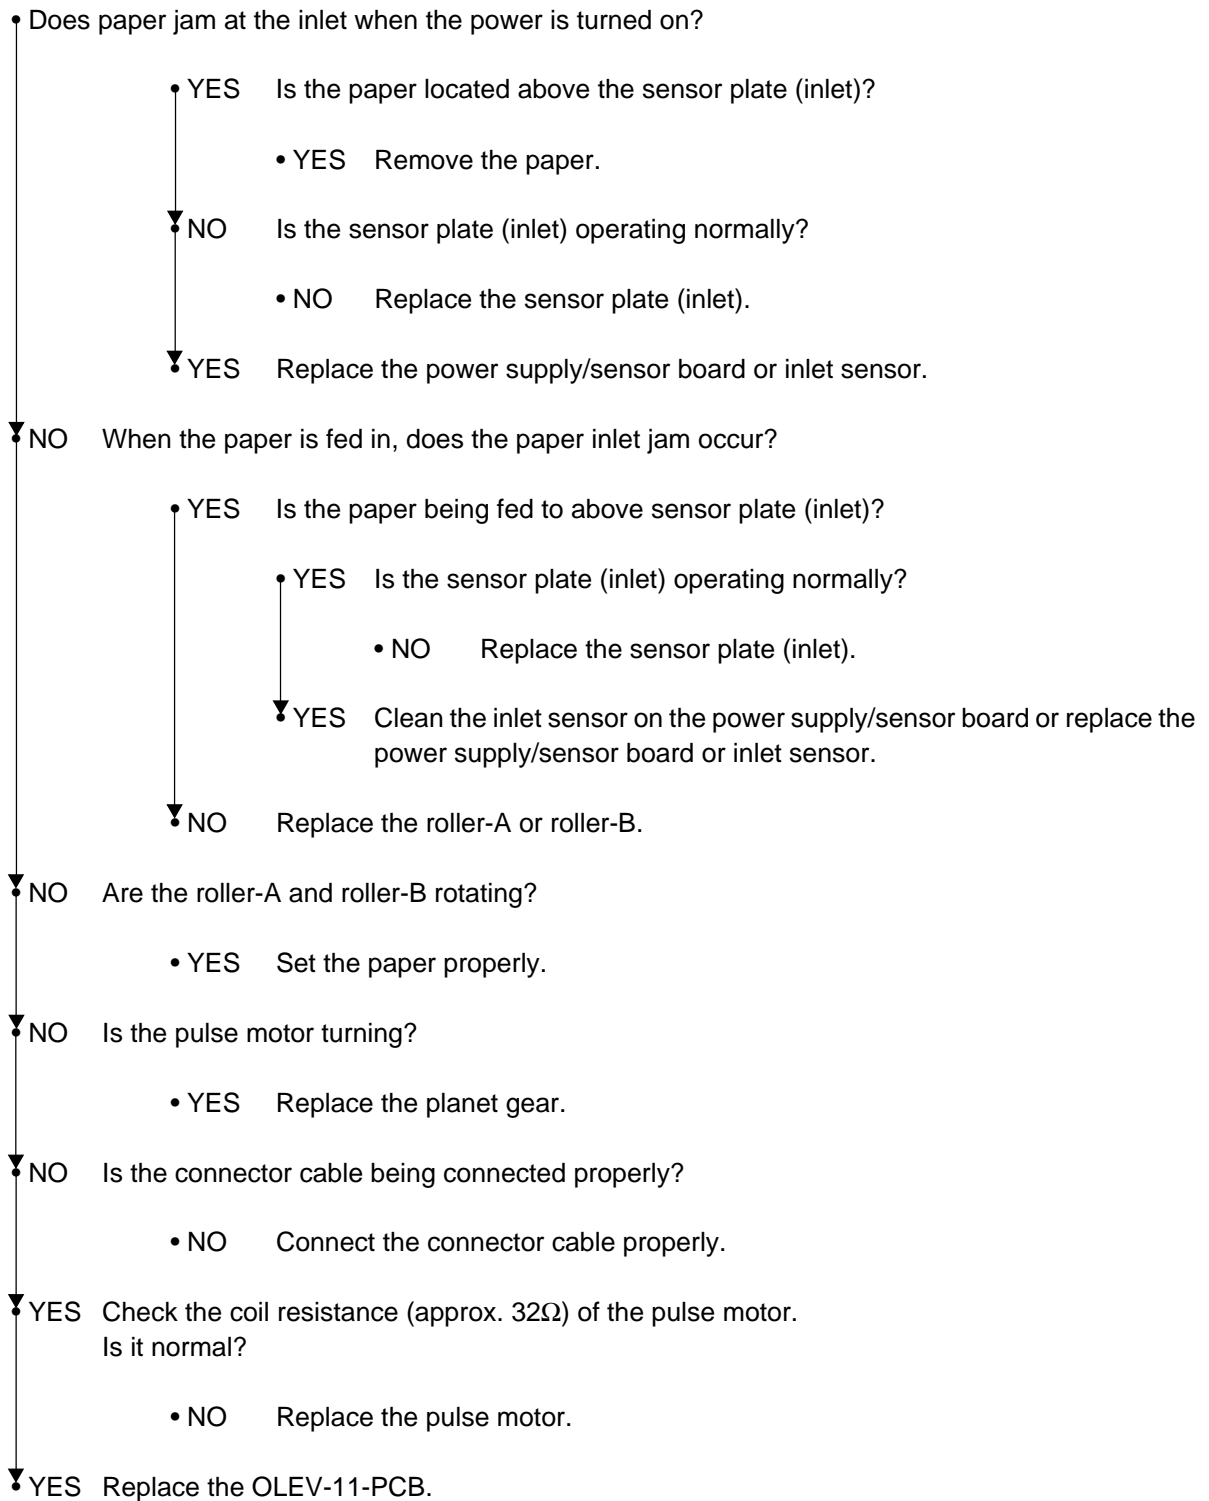 • Does paper jam at the inlet when the power is turned on?
• YES Is the paper located above the sensor plate (inlet)?
• YES Remove the paper.
• NO Is the sensor plate (inlet) operating normally?
• NO Replace the sensor plate (inlet).
• YES Replace the power supply/sensor board or inlet sensor.
• NO When the paper is fed in, does the paper inlet jam occur?
• YES Is the paper being fed to above sensor plate (inlet)?
• YES Is the sensor plate (inlet) operating normally?
• NO Replace the sensor plate (inlet).
• YES Clean the inlet sensor on the power supply/sensor board or replace the
power supply/sensor board or inlet sensor.
• NO Replace the roller-A or roller-B.
• NO Are the roller-A and roller-B rotating?
• YES Set the paper properly.
• NO Is the pulse motor turning?
• YES Replace the planet gear.
• NO Is the connector cable being connected properly?
• NO Connect the connector cable properly.
• YES Check the coil resistance (approx. 32Ω) of the pulse motor.
Is it normal?
• NO Replace the pulse motor.
• YES Replace the OLEV-11-PCB.